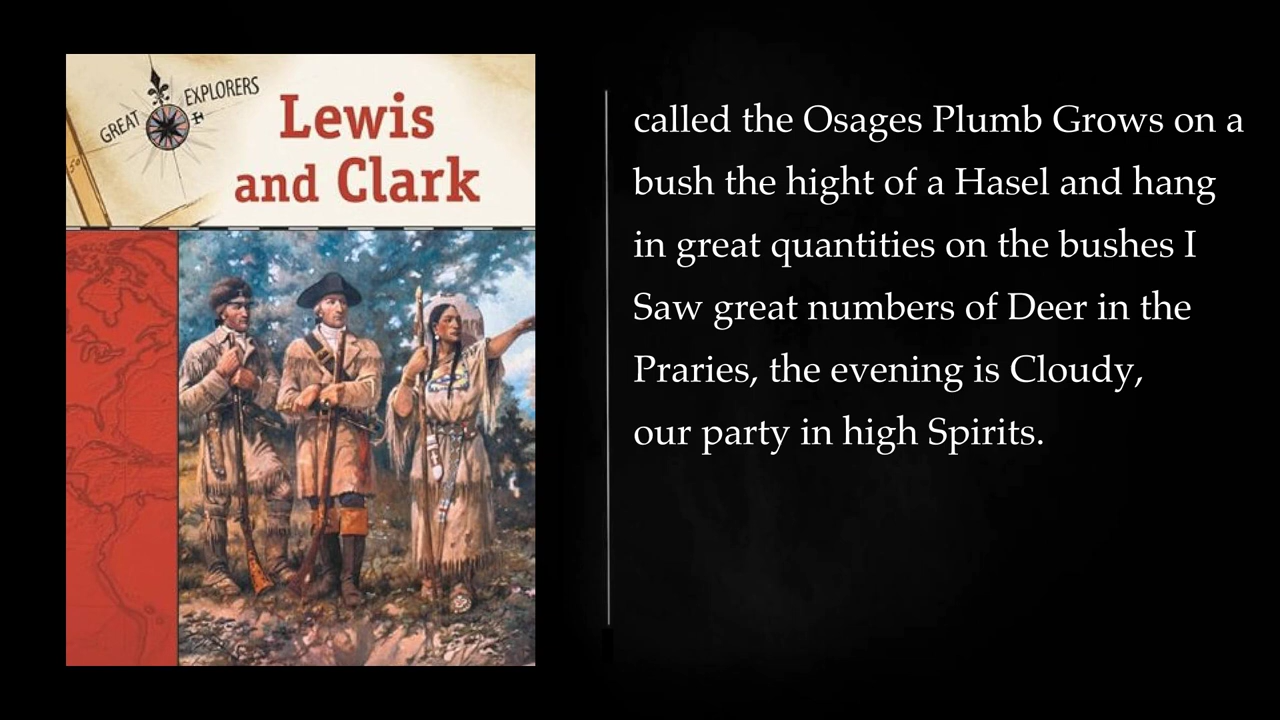 GREAT EXPLORERS
Lewis
and Clark
50
called the Osages Plumb Grows on a
bush the hight of a Hasel and hang
in great quantities on the bushes I
Saw great numbers of Deer in the
Praries, the evening is Cloudy,
our party in high Spirits.